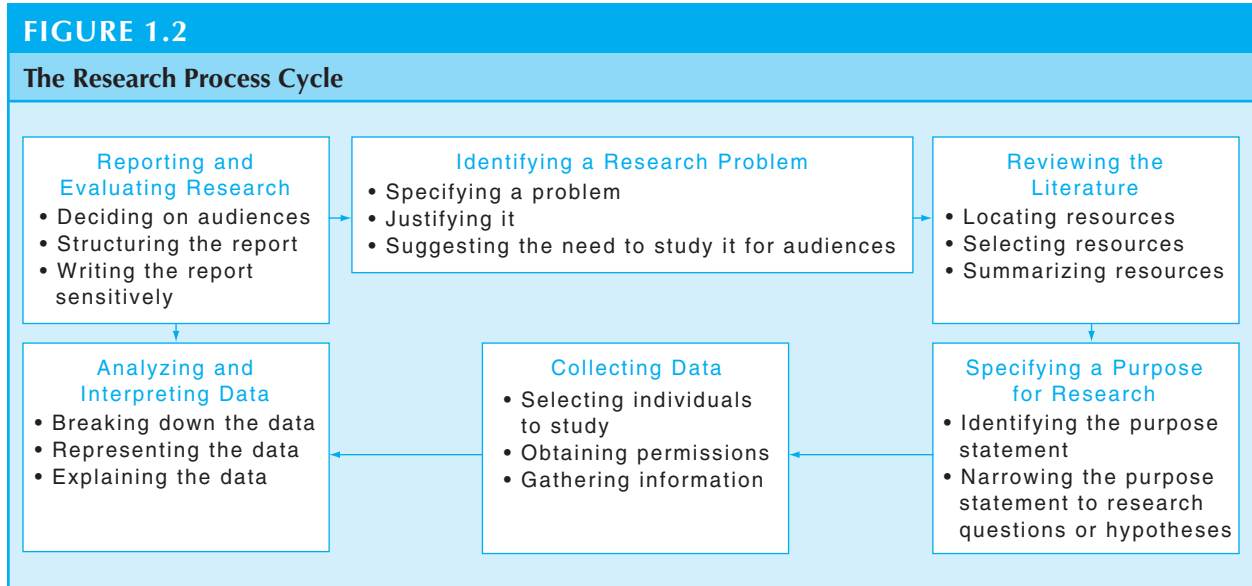 FIGURE 1.2
The Research Process Cycle
Reporting and
Evaluating Research
• Deciding on audiences
• Structuring the report
• Writing the report
sensitively
Identifying a Research Problem
• Specifying a problem
• Justifying it
• Suggesting the need to study it for audiences
Reviewing the
Literature
• Locating resources
• Selecting resources
• Summarizing resources
Analyzing and
Interpreting Data
• Breaking down the data
• Representing the data
• Explaining the data
Collecting Data
• Selecting individuals
to study
• Obtaining permissions
• Gathering information
Specifying a Purpose
for Research
• Identifying the purpose
statement
• Narrowing the purpose
statement to research
questions or hypotheses